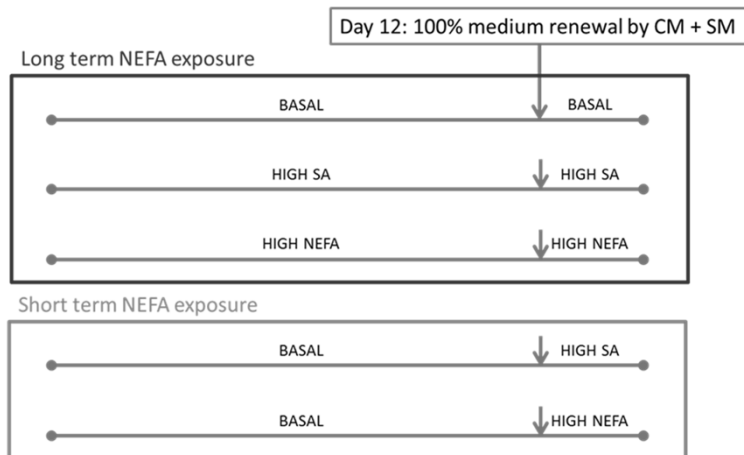 Day 12: 100% medium renewal by CM + SM
Long term NEFA exposure
BASAL BASAL
HIGH SA HIGH SA
HIGH NEFA HIGH NEFA
Short term NEFA exposure
BASAL HIGH SA
BASAL HIGH NEFA